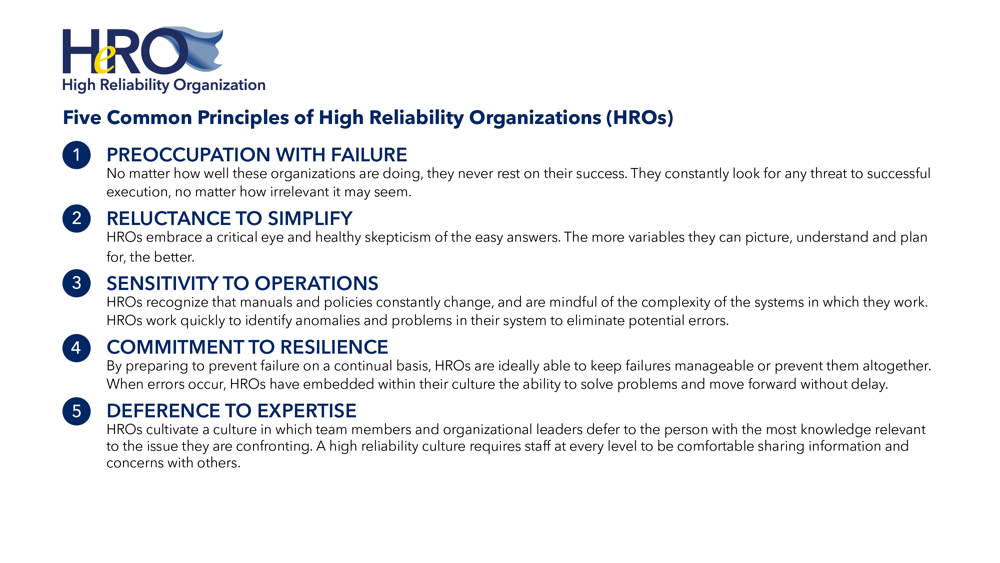 HeRO
High Reliability Organization
Five Common Principles of High Reliability Organizations (HROs)
1 PREOCCUPATION WITH FAILURE
No matter how well these organizations are doing, they never rest on their success. They constantly look for any threat to successful
execution, no matter how irrelevant it may seem.
2 RELUCTANCE TO SIMPLIFY
HROs embrace a critical eye and healthy skepticism of the easy answers. The more variables they can picture, understand and plan
for, the better.
3 SENSITIVITY TO OPERATIONS
HROs recognize that manuals and policies constantly change, and are mindful of the complexity of the systems in which they work.
HROs work quickly to identify anomalies and problems in their system to eliminate potential errors.
4 COMMITMENT TO RESILIENCE
By preparing to prevent failure on a continual basis, HROs are ideally able to keep failures manageable or prevent them altogether.
When errors occur, HROs have embedded within their culture the ability to solve problems and move forward without delay.
5 DEFERENCE TO EXPERTISE
HROs cultivate a culture in which team members and organizational leaders defer to the person with the most knowledge relevant
to the issue they are confronting. A high reliability culture requires staff at every level to be comfortable sharing information and
concerns with others.